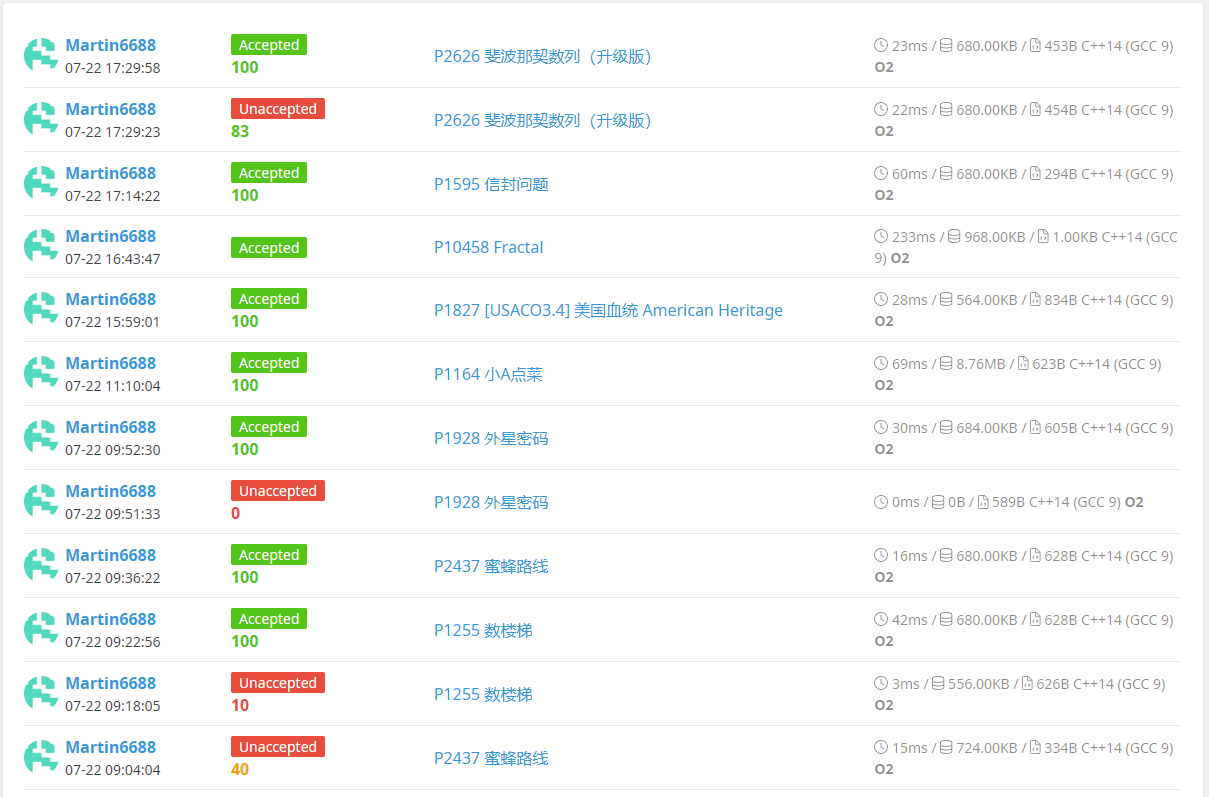 Martin6688 Accepted P2626 斐波那契数列（升级版） 23ms / 680.00KB / 453B C++14 (GCC 9)
07-22 17:29:58 100 O2
Martin6688 Unaccepted P2626 斐波那契数列（升级版） 22ms / 680.00KB / 454B C++14 (GCC 9)
07-22 17:29:23 83 O2
Martin6688 Accepted P1595 信封问题 60ms / 680.00KB / 294B C++14 (GCC 9)
07-22 17:14:22 100 O2
Martin6688 Accepted P10458 Fractal 233ms / 968.00KB / 1.00KB C++14 (GCC
07-22 16:43:47 9) O2
Martin6688 Accepted P1827 [USACO3.4] 美国血统 American Heritage 28ms / 564.00KB / 834B C++14 (GCC 9)
07-22 15:59:01 100 O2
Martin6688 Accepted P1164 小A点菜 69ms / 8.76MB / 623B C++14 (GCC 9)
07-22 11:10:04 100 O2
Martin6688 Accepted P1928 外星密码 30ms / 684.00KB / 605B C++14 (GCC 9)
07-22 09:52:30 100 O2
Martin6688 Unaccepted P1928 外星密码 0ms / 0B / 589B C++14 (GCC 9) O2
07-22 09:51:33 0
Martin6688 Accepted P2437 蜜蜂路线 16ms / 680.00KB / 628B C++14 (GCC 9)
07-22 09:36:22 100 O2
Martin6688 Accepted P1255 数楼梯 42ms / 680.00KB / 628B C++14 (GCC 9)
07-22 09:22:56 100 O2
Martin6688 Unaccepted P1255 数楼梯 3ms / 556.00KB / 626B C++14 (GCC 9)
07-22 09:18:05 10 O2
Martin6688 Unaccepted P2437 蜜蜂路线 15ms / 724.00KB / 334B C++14 (GCC 9)
07-22 09:04:04 40 O2